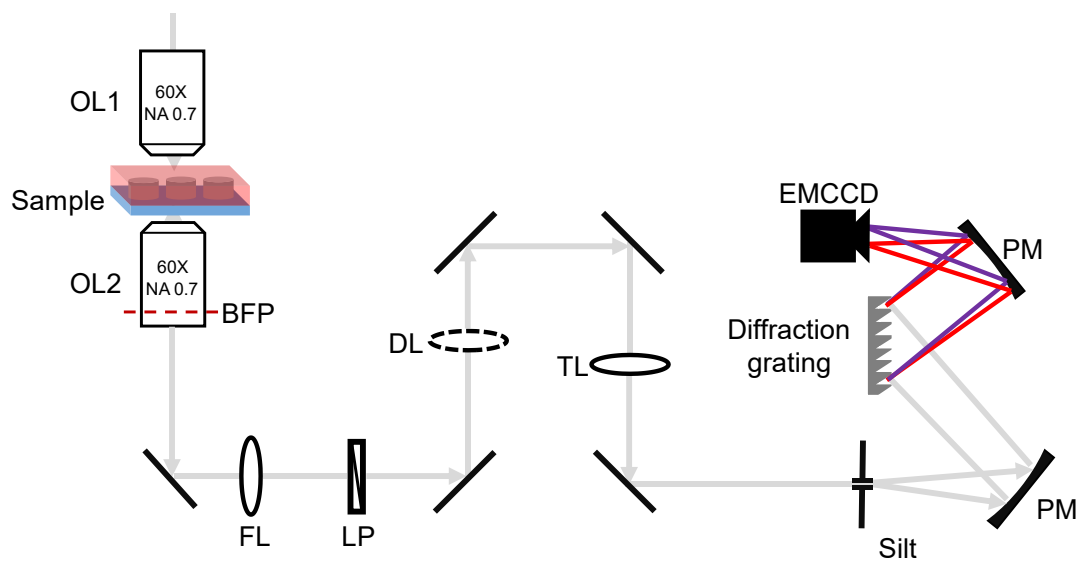 OL1
60X
NA 0.7
Sample
OL2
60X
NA 0.7
BFP
FL
LP
DL
TL
EMCCD
PM
Diffraction
grating
Silt
PM